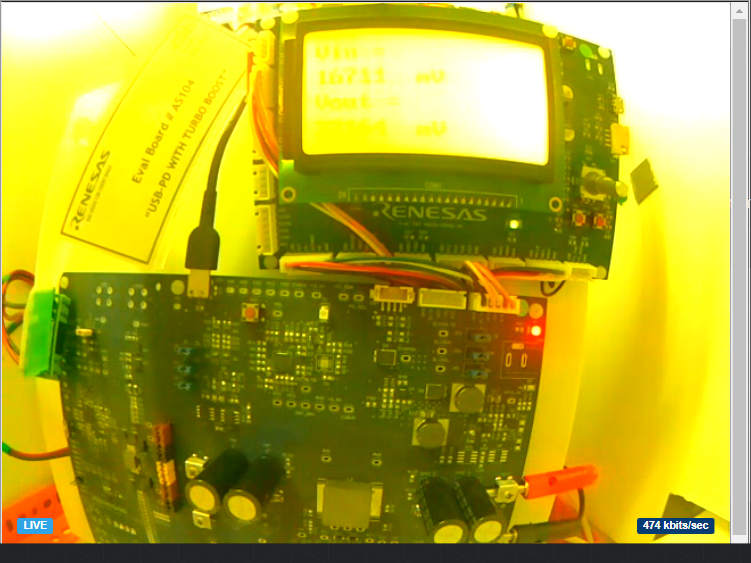 Vin =
16711 mV
Vout =
mV
RENESAS
Eval Board # AS104
"USB-PD WITH TURBO BOOST"
RENESAS
LIVE
474 kbits/sec